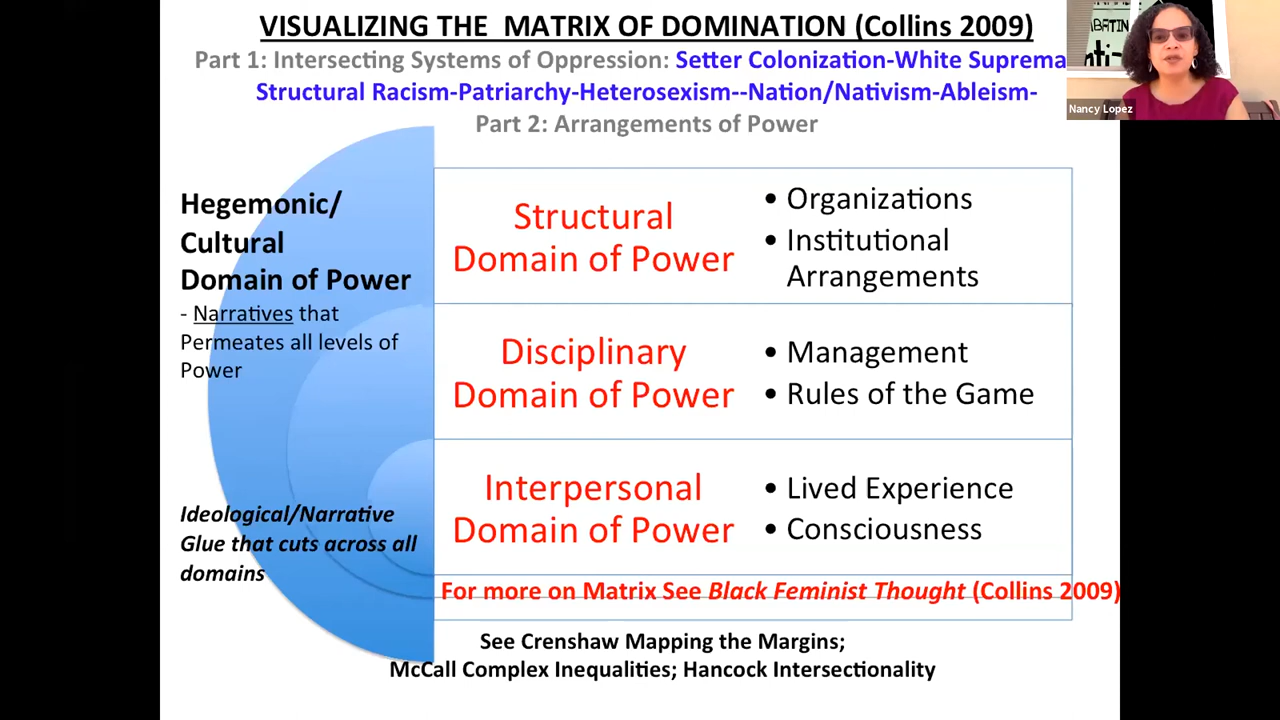 VISUALIZING THE MATRIX OF DOMINATION (Collins 2009)
Part 1: Intersecting Systems of Oppression: Setter Colonization-White Suprema
Structural Racism-Patriarchy-Heterosexism--Nation/Nativism-Ableism-
Part 2: Arrangements of Power
Nancy Lopez
Hegemonic/
Cultural
Domain of Power
- Narratives that
Permeates all levels of
Power
Ideological/Narrative
Glue that cuts across all
domains
Structural
Domain of Power
• Organizations
• Institutional
Arrangements
Disciplinary
Domain of Power
• Management
• Rules of the Game
Interpersonal
Domain of Power
• Lived Experience
• Consciousness
For more on Matrix See Black Feminist Thought (Collins 2009)
See Crenshaw Mapping the Margins;
McCall Complex Inequalities; Hancock Intersectionality